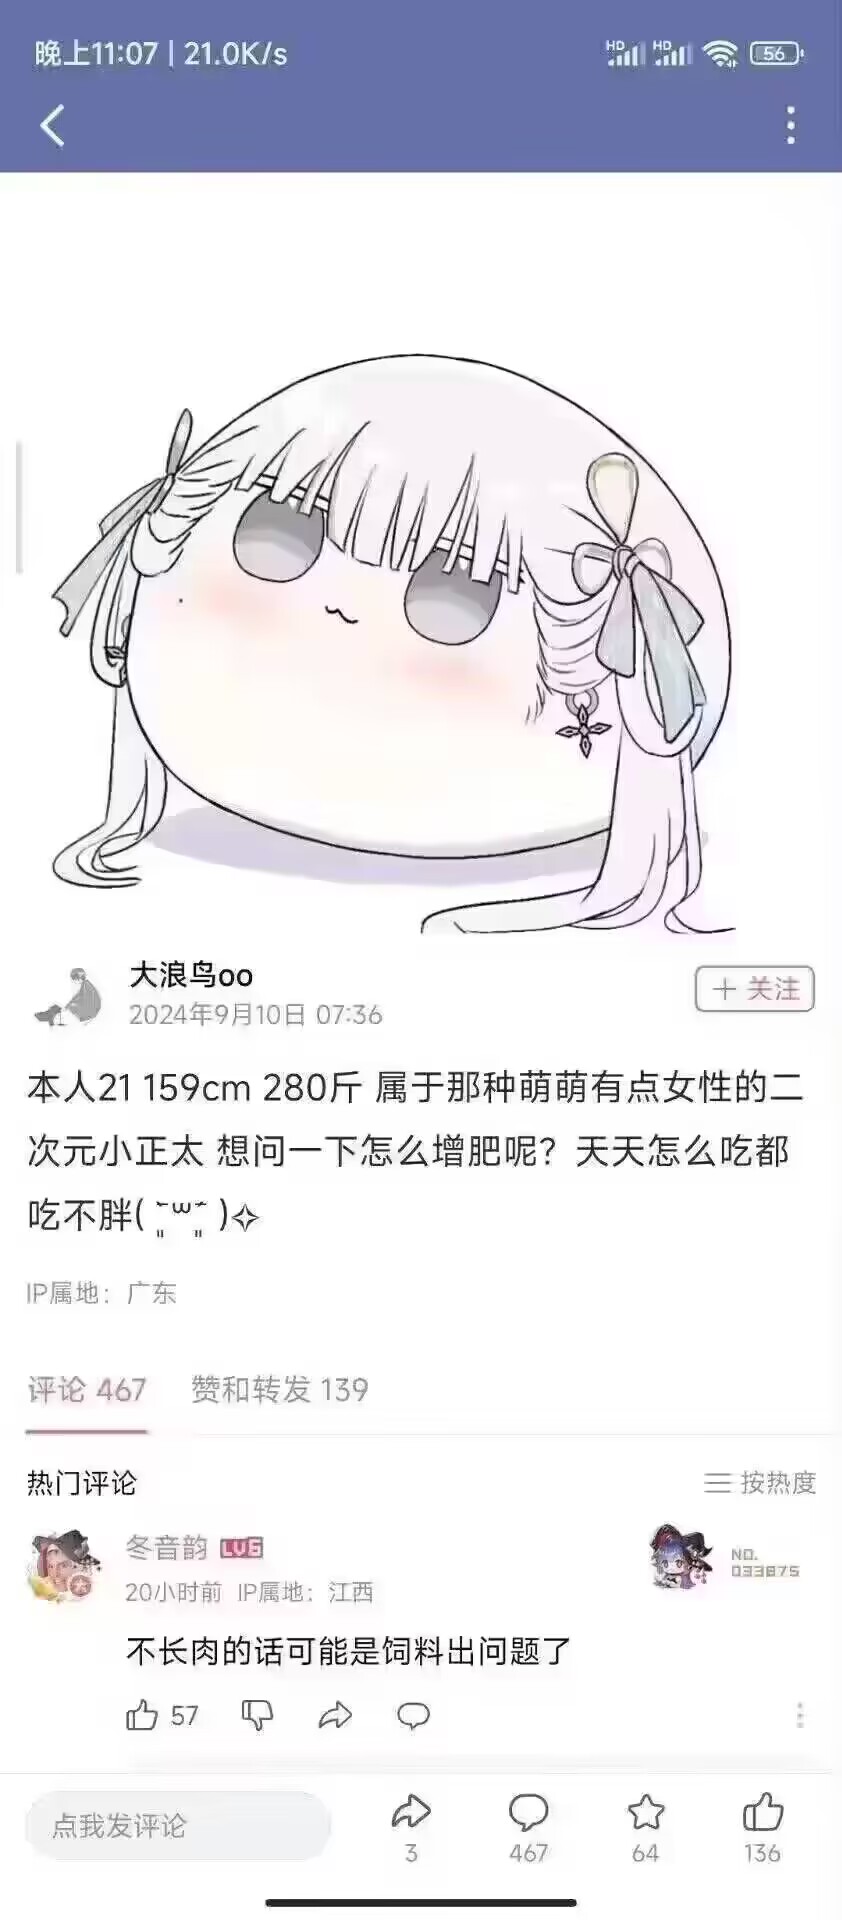 晚上11:07 | 21.0K/s
HD HD 56
大浪鸟oo
2024年9月10日 07:36
+ 关注
本人21 159cm 280斤 属于那种萌萌有点女性的二
次元小正太 想问一下怎么增肥呢？天天怎么吃都
吃不胖( ˶˘꒳˘˶ )✧
IP属地：广东
评论 467 赞和转发 139
热门评论
按热度
冬音韵 LV6
20小时前 IP属地：江西
NO.
033875
不长肉的话可能是饲料出问题了
57
点我发评论
3
467
64
136